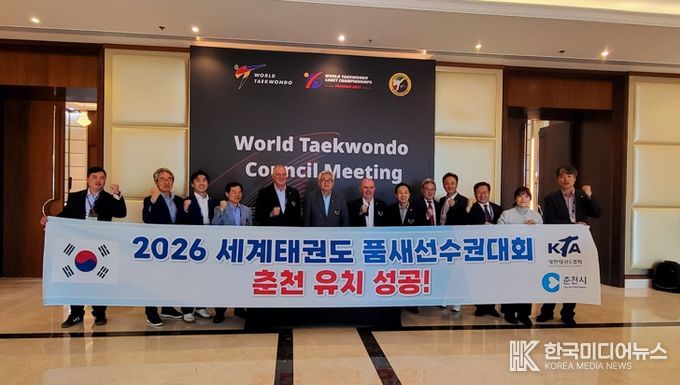 WORLD
TAEKWONDO
WORLD TAEKWONDO
CADET CHAMPIONSHIPS
World Taekwondo
Council Meeting
2026 세계태권도 품새선수권대회
춘천 유치 성공!
KTA
대한태권도협회
춘천시
HK 한국미디어뉴스
KOREA MEDIA NEWS